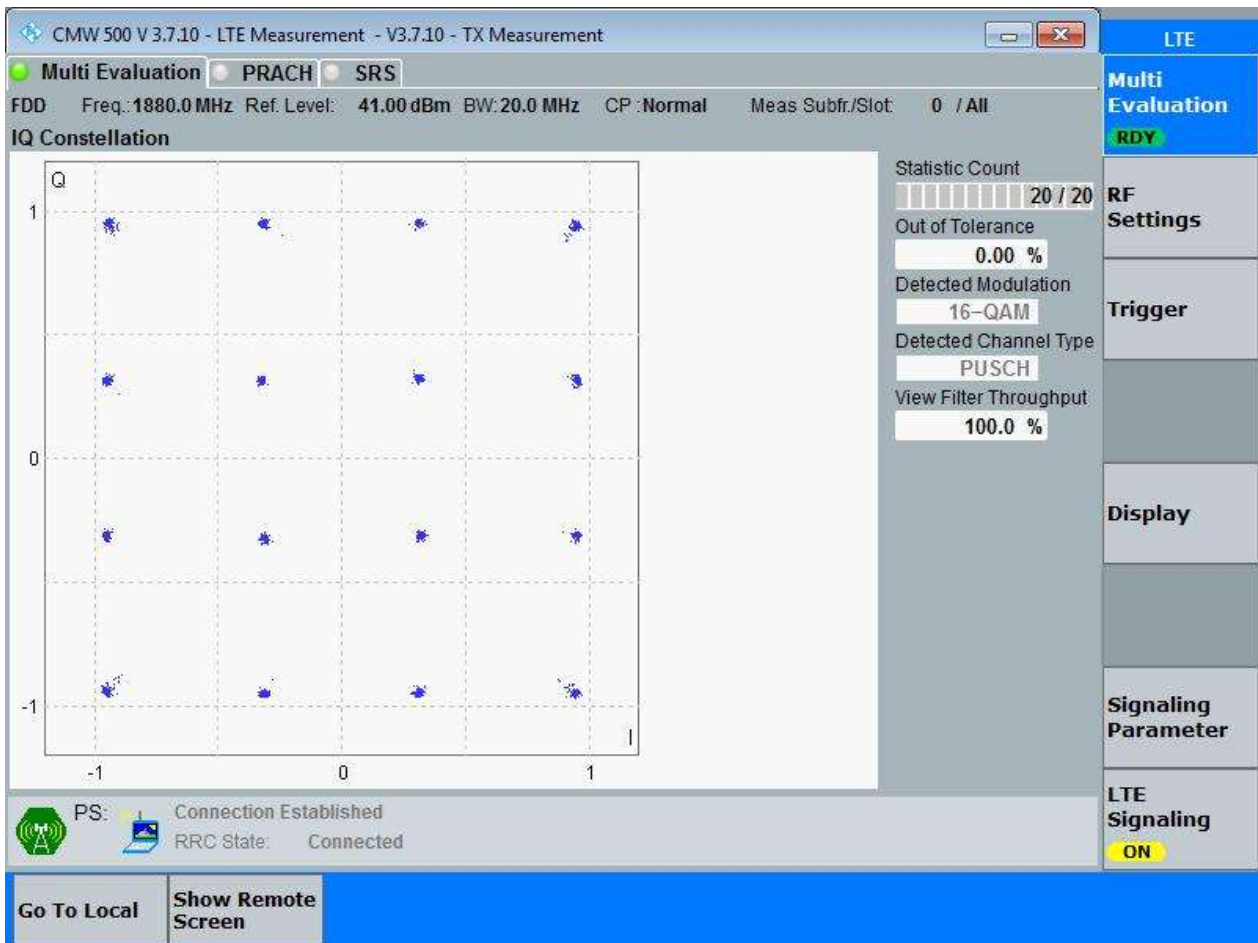 CMW 500 V 3.7.10 - LTE Measurement - V3.7.10 - TX Measurement
LTE
Multi Evaluation PRACH SRS
FDD Freq.:1880.0 MHz Ref. Level: 41.00 dBm BW:20.0 MHz CP :Normal Meas Subfr./Slot: 0 / All
IQ Constellation
Q
1
0
-1
-1 0 1
I
Statistic Count
20 / 20
Out of Tolerance
0.00 %
Detected Modulation
16-QAM
Detected Channel Type
PUSCH
View Filter Throughput
100.0 %
Multi
Evaluation
RDY
RF
Settings
Trigger
Display
Signaling
Parameter
LTE
Signaling
ON
PS: Connection Established
RRC State: Connected
Go To Local
Show Remote
Screen